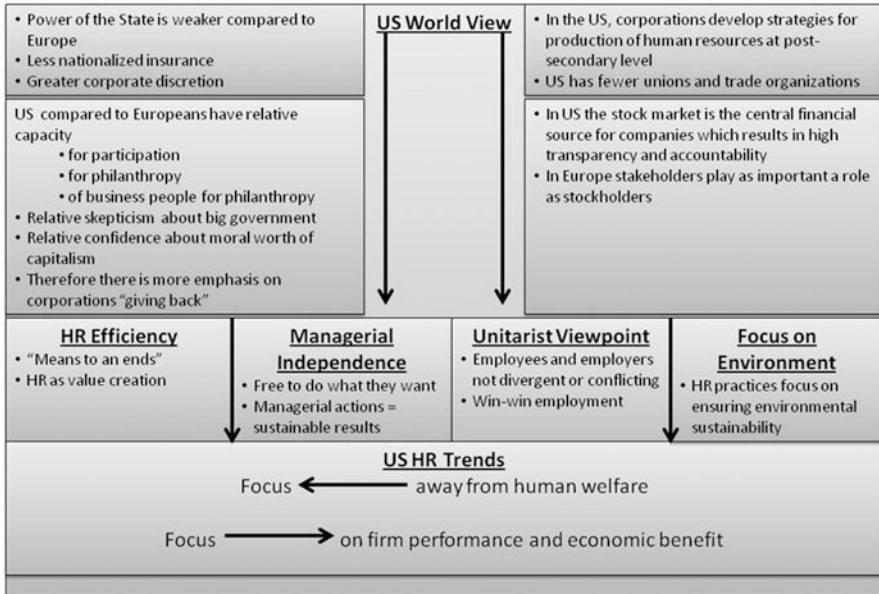 • Power of the State is weaker compared to
Europe
• Less nationalized insurance
• Greater corporate discretion
US World View
• In the US, corporations develop strategies for
production of human resources at post-
secondary level
• US has fewer unions and trade organizations
US compared to Europeans have relative
capacity
• for participation
• for philanthropy
• of business people for philanthropy
• Relative skepticism about big government
• Relative confidence about moral worth of
capitalism
• Therefore there is more emphasis on
corporations "giving back"
• In US the stock market is the central financial
source for companies which results in high
transparency and accountability
• In Europe stakeholders play as important a role
as stockholders
HR Efficiency
• "Means to an ends"
• HR as value creation
Managerial
Independence
• Free to do what they want
• Managerial actions =
sustainable results
Unitarist Viewpoint
• Employees and employers
not divergent or conflicting
• Win-win employment
Focus on
Environment
• HR practices focus on
ensuring environmental
sustainability
US HR Trends
Focus away from human welfare
Focus on firm performance and economic benefit